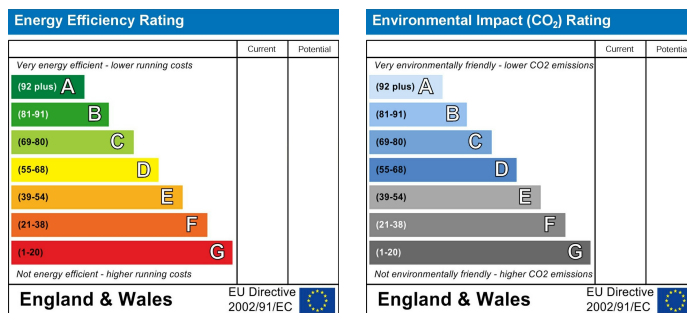 Energy Efficiency Rating
Current Potential
Very energy efficient - lower running costs
(92 plus) A
(81-91) B
(69-80) C
(55-68) D
(39-54) E
(21-38) F
(1-20) G
Not energy efficient - higher running costs
England & Wales
EU Directive
2002/91/EC
Environmental Impact (CO₂) Rating
Current Potential
Very environmentally friendly - lower CO2 emissions
(92 plus) A
(81-91) B
(69-80) C
(55-68) D
(39-54) E
(21-38) F
(1-20) G
Not environmentally friendly - higher CO2 emissions
England & Wales
EU Directive
2002/91/EC